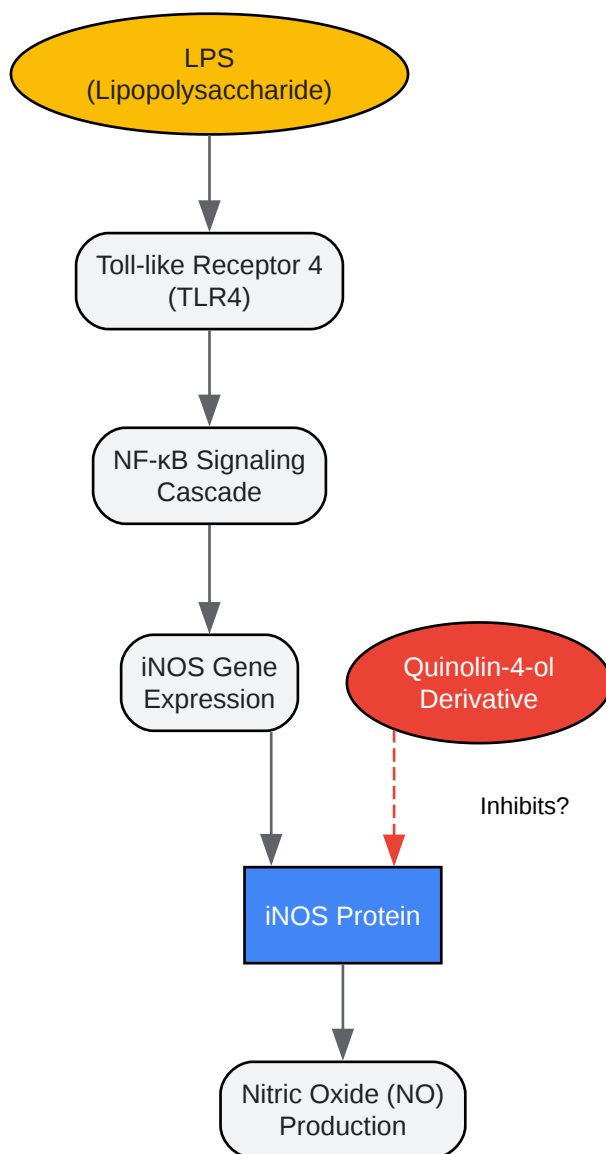 LPS
(Lipopolysaccharide)
Toll-like Receptor 4
(TLR4)
NF-κB Signaling
Cascade
iNOS Gene
Expression
Quinolin-4-ol
Derivative
Inhibits?
iNOS Protein
Nitric Oxide (NO)
Production